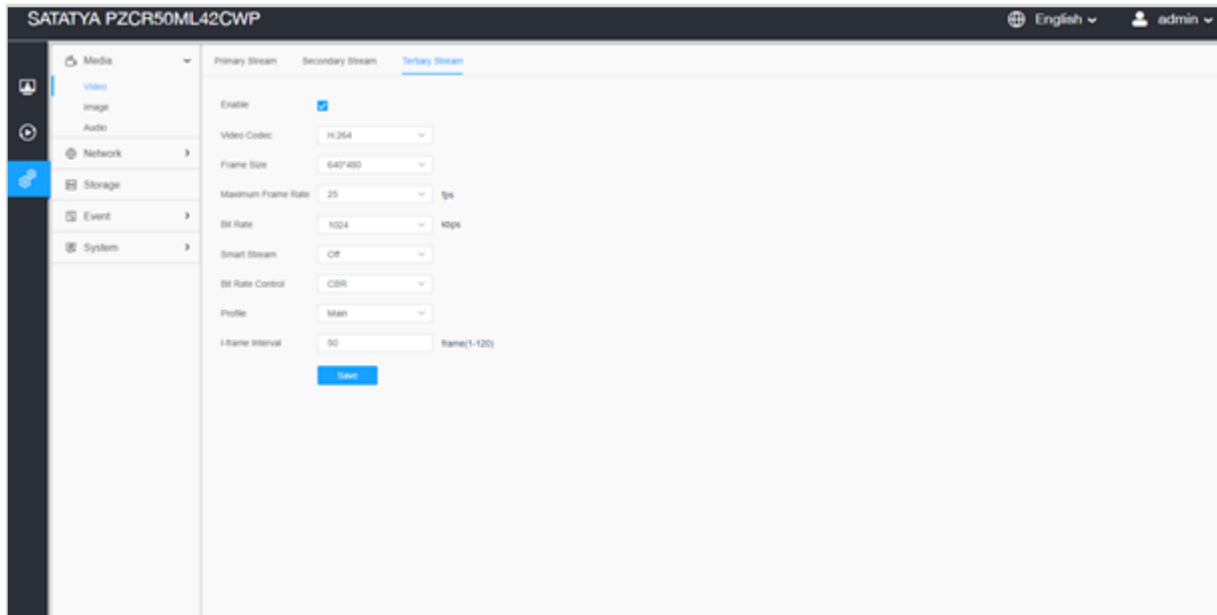 SATATYA PZCR50ML42CWP English admin
Media
Video
Image
Audio
Network
Storage
Event
System
Primary Stream Secondary Stream Tertiary Stream
Enable
Video Codec H.264
Frame Size 640*480
Maximum Frame Rate 25 fps
Bit Rate 1024 kbps
Smart Stream Off
Bit Rate Control CBR
Profile Main
I-frame Interval 50 frame(1-120)
Save